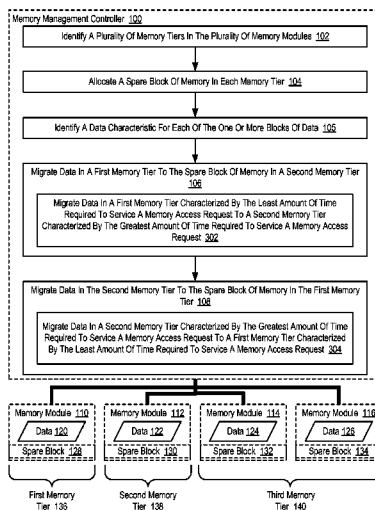 Memory Management Controller 100
Identify A Plurality Of Memory Tiers In The Plurality Of Memory Modules 102
Allocate A Spare Block Of Memory In Each Memory Tier 104
Identify A Data Characteristic For Each Of The One Or More Blocks Of Data 105
Migrate Data In A First Memory Tier To The Spare Block Of Memory In A Second Memory Tier
106
Migrate Data In A First Memory Tier Characterized By The Least Amount Of Time
Required To Service A Memory Access Request To A Second Memory Tier
Characterized By The Greatest Amount Of Time Required To Service A Memory Access
Request 302
Migrate Data In The Second Memory Tier To The Spare Block Of Memory In The First Memory
Tier 108
Migrate Data In A Second Memory Tier Characterized By The Greatest Amount Of Time
Required To Service A Memory Access Request To A First Memory Tier Characterized
By The Least Amount Of Time Required To Service A Memory Access Request 304
Memory Module 110
Data 120
Spare Block 128
Memory Module 112
Data 122
Spare Block 130
Memory Module 114
Data 124
Spare Block 132
Memory Module 116
Data 126
Spare Block 134
First Memory
Tier 136
Second Memory
Tier 138
Third Memory
Tier 140